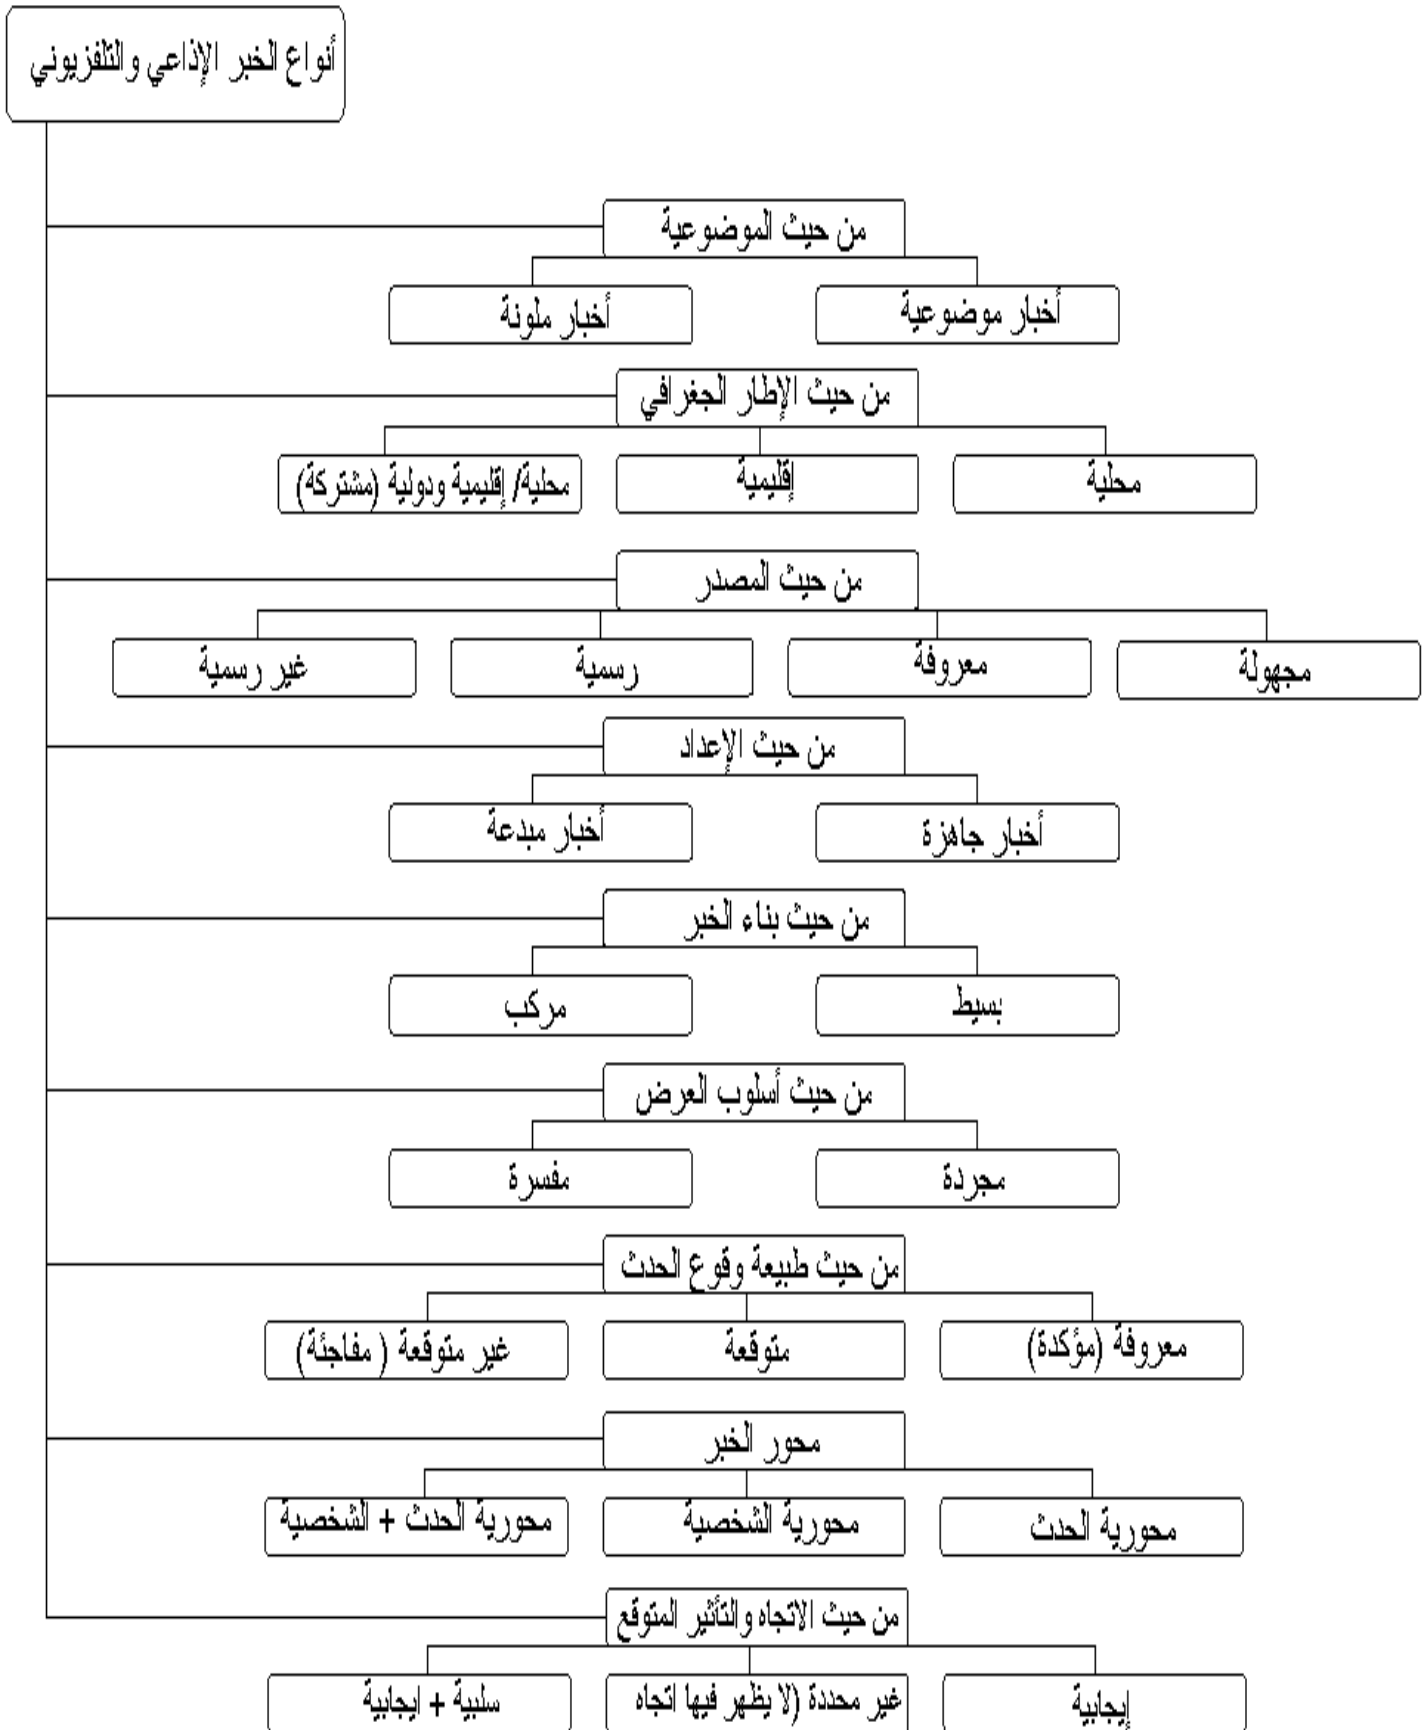 أنواع الخبر الإذاعي والتلفزيوني
من حيث الموضوعية
أخبار موضوعية
أخبار ملونة
من حيث الإطار الجغرافي
محلية
إقليمية
محلية/ إقليمية ودولية (مشتركة)
من حيث المصدر
مجهولة
معروفة
رسمية
غير رسمية
من حيث الإعداد
أخبار جاهزة
أخبار مبدعة
من حيث بناء الخبر
بسيط
مركب
من حيث أسلوب العرض
مجردة
مفسرة
من حيث طبيعة وقوع الحدث
معروفة (مؤكدة)
متوقعة
غير متوقعة ( مفاجئة)
محور الخبر
محورية الحدث
محورية الشخصية
محورية الحدث + الشخصية
من حيث الاتجاه والتأثير المتوقع
إيجابية
غير محددة (لا يظهر فيها اتجاه
سلبية + ايجابية